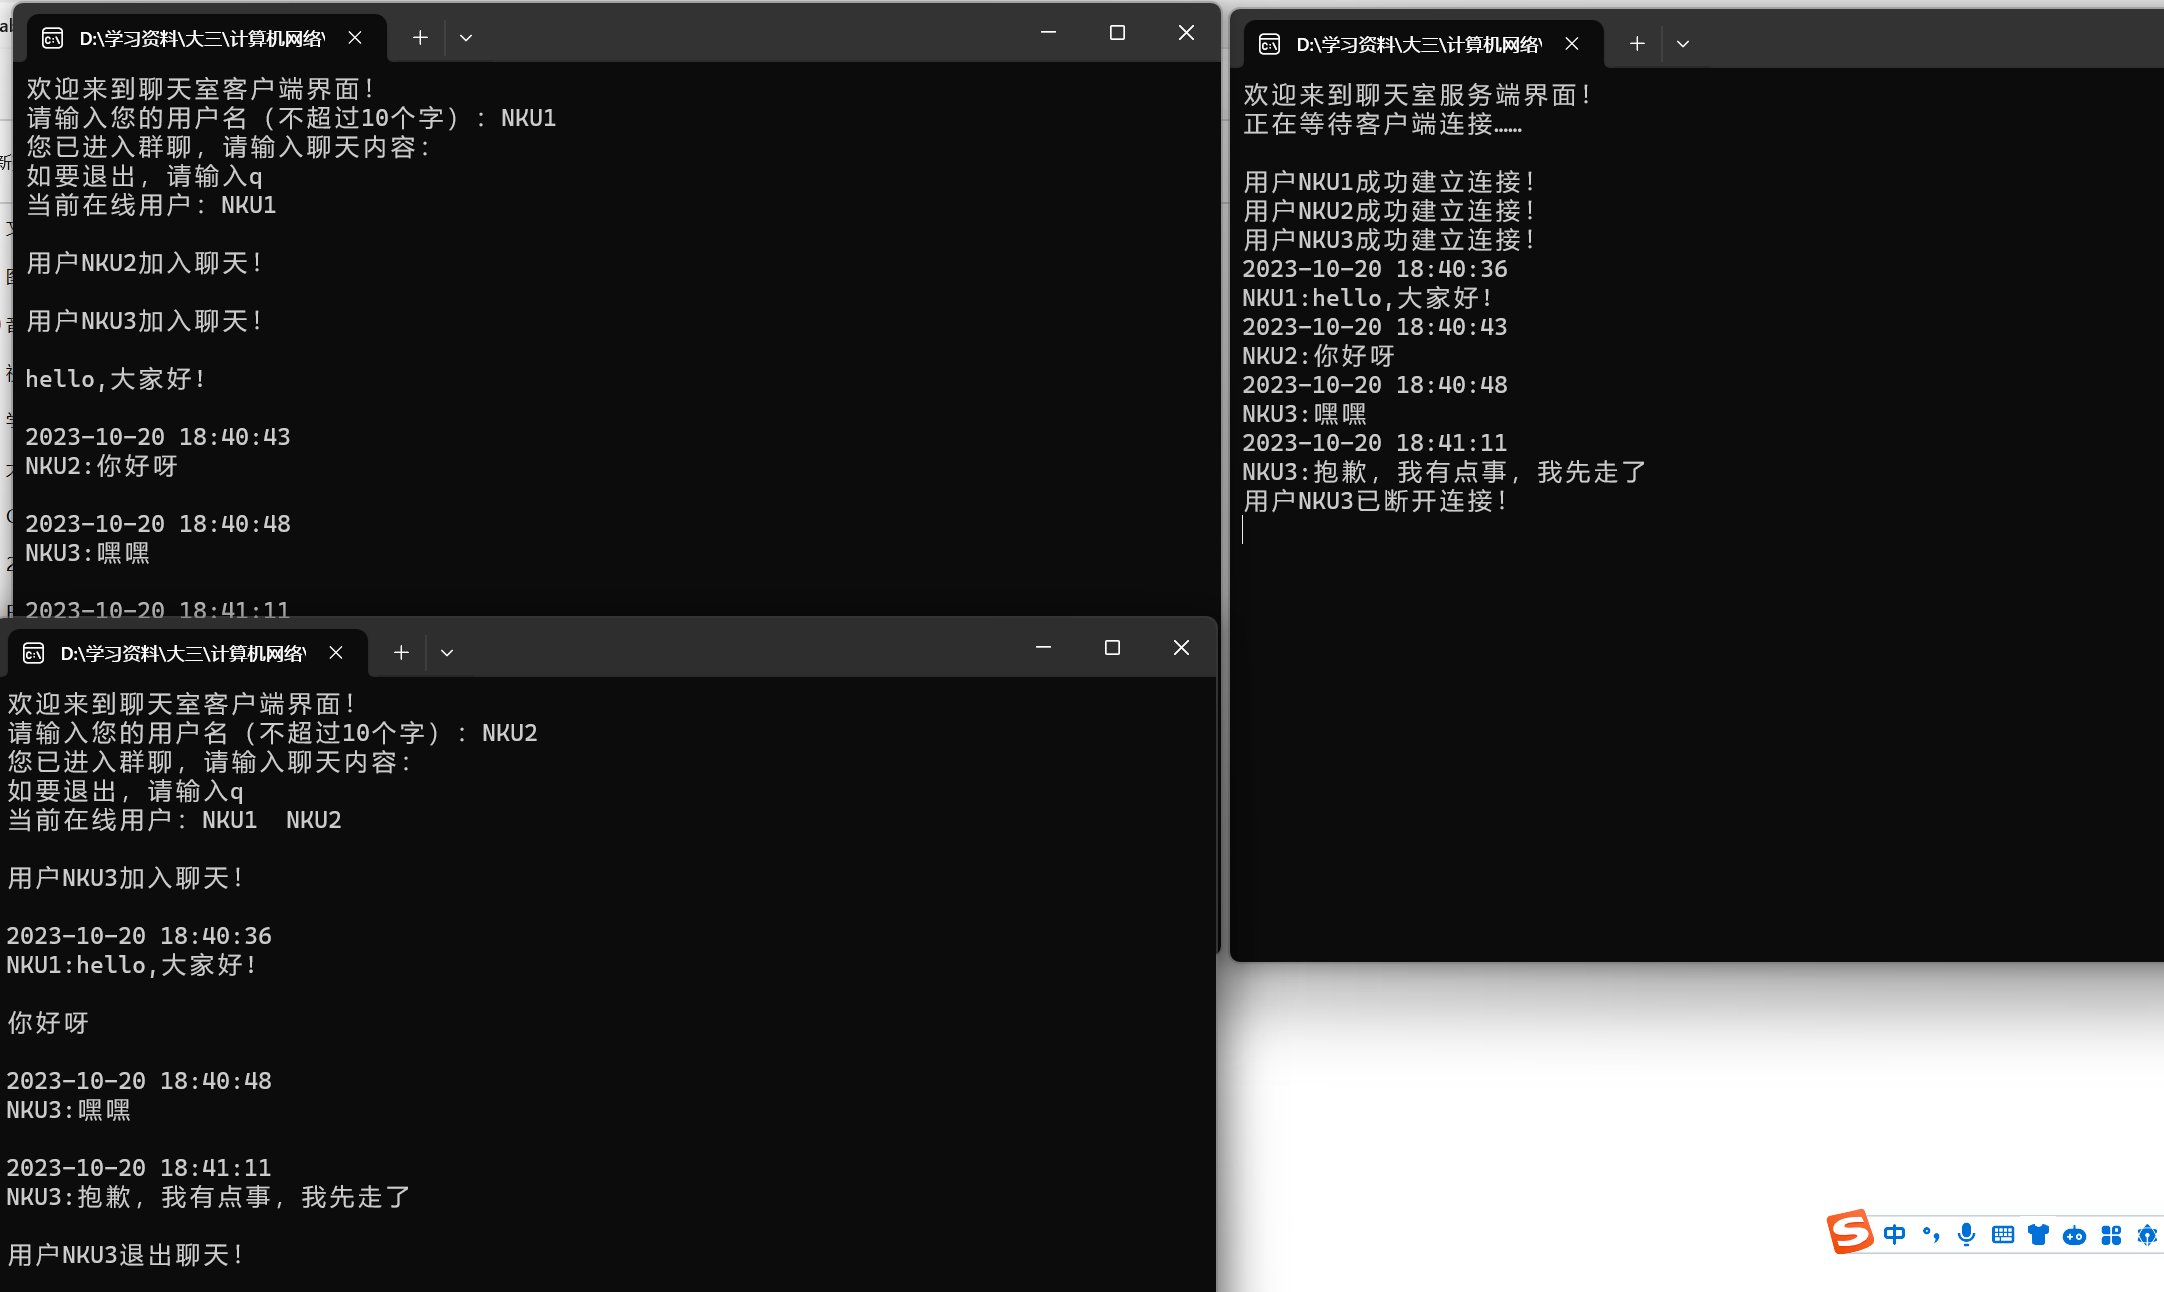 D:\学习资料\大三\计算机网络\
欢迎来到聊天室客户端界面！
请输入您的用户名（不超过10个字）：NKU1
您已进入群聊，请输入聊天内容：
如要退出，请输入q
当前在线用户：NKU1
用户NKU2加入聊天！
用户NKU3加入聊天！
hello,大家好！
2023-10-20 18:40:43
NKU2:你好呀
2023-10-20 18:40:48
NKU3:嘿嘿
2023-10-20 18:41:11
D:\学习资料\大三\计算机网络\
欢迎来到聊天室客户端界面！
请输入您的用户名（不超过10个字）：NKU2
您已进入群聊，请输入聊天内容：
如要退出，请输入q
当前在线用户：NKU1  NKU2
用户NKU3加入聊天！
2023-10-20 18:40:36
NKU1:hello,大家好！
你好呀
2023-10-20 18:40:48
NKU3:嘿嘿
2023-10-20 18:41:11
NKU3:抱歉，我有点事，我先走了
用户NKU3退出聊天！
D:\学习资料\大三\计算机网络\
欢迎来到聊天室服务端界面！
正在等待客户端连接……
用户NKU1成功建立连接！
用户NKU2成功建立连接！
用户NKU3成功建立连接！
2023-10-20 18:40:36
NKU1:hello,大家好！
2023-10-20 18:40:43
NKU2:你好呀
2023-10-20 18:40:48
NKU3:嘿嘿
2023-10-20 18:41:11
NKU3:抱歉，我有点事，我先走了
用户NKU3已断开连接！
中